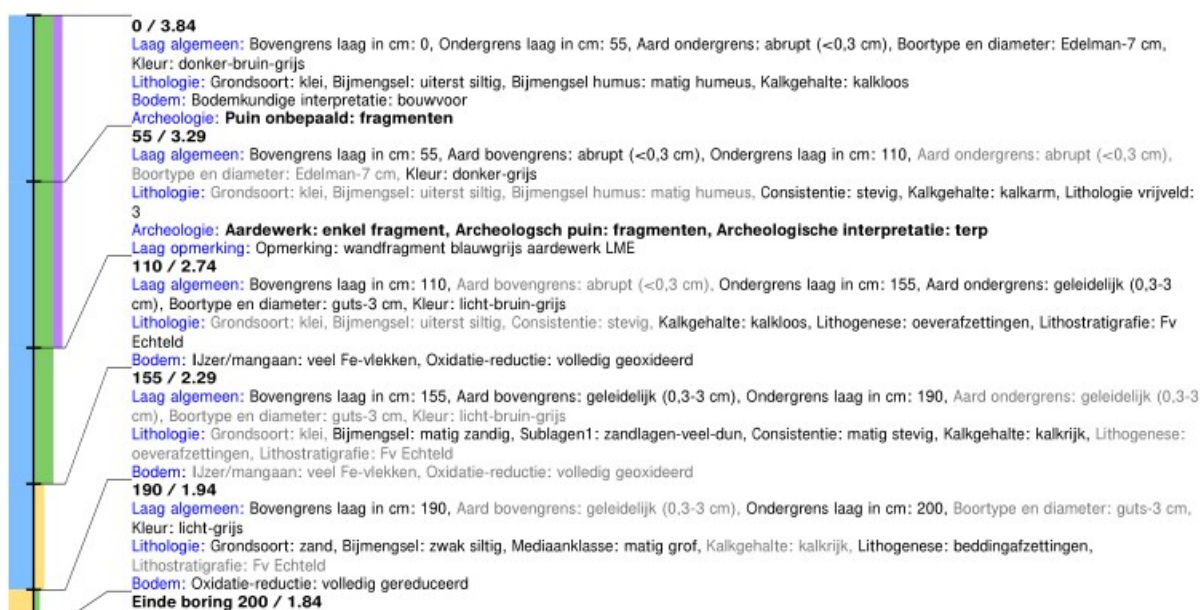 0 / 3.84
Laag algemeen: Bovengrens laag in cm: 0, Ondergrens laag in cm: 55, Aard ondergrens: abrupt (<0,3 cm), Boortype en diameter: Edelman-7 cm,
Kleur: donker-bruin-grijs
Lithologie: Grondsoort: klei, Bijmengsel: uiterst siltig, Bijmengsel humus: matig humeus, Kalkgehalte: kalkloos
Bodem: Bodemkundige interpretatie: bouwvoor
Archeologie: Puin onbepaald: fragmenten
55 / 3.29
Laag algemeen: Bovengrens laag in cm: 55, Aard bovengrens: abrupt (<0,3 cm), Ondergrens laag in cm: 110, Aard ondergrens: abrupt (<0,3 cm),
Boortype en diameter: Edelman-7 cm, Kleur: donker-grijs
Lithologie: Grondsoort: klei, Bijmengsel: uiterst siltig, Bijmengsel humus: matig humeus, Consistentie: stevig, Kalkgehalte: kalkarm, Lithologie vrijveld:
3
Archeologie: Aardewerk: enkel fragment, Archeologsch puin: fragmenten, Archeologische interpretatie: terp
Laag opmerking: Opmerking: wandfragment blauwgrijs aardewerk LME
110 / 2.74
Laag algemeen: Bovengrens laag in cm: 110, Aard bovengrens: abrupt (<0,3 cm), Ondergrens laag in cm: 155, Aard ondergrens: geleidelijk (0,3-3
cm), Boortype en diameter: guts-3 cm, Kleur: licht-bruin-grijs
Lithologie: Grondsoort: klei, Bijmengsel: uiterst siltig, Consistentie: stevig, Kalkgehalte: kalkloos, Lithogenese: oeverafzettingen, Lithostratigrafie: Fv
Echteld
Bodem: IJzer/mangaan: veel Fe-vlekken, Oxidatie-reductie: volledig geoxideerd
155 / 2.29
Laag algemeen: Bovengrens laag in cm: 155, Aard bovengrens: geleidelijk (0,3-3 cm), Ondergrens laag in cm: 190, Aard ondergrens: geleidelijk (0,3-3
cm), Boortype en diameter: guts-3 cm, Kleur: licht-bruin-grijs
Lithologie: Grondsoort: klei, Bijmengsel: matig zandig, Sublagen1: zandlagen-veel-dun, Consistentie: matig stevig, Kalkgehalte: kalkrijk, Lithogenese:
oeverafzettingen, Lithostratigrafie: Fv Echteld
Bodem: IJzer/mangaan: veel Fe-vlekken, Oxidatie-reductie: volledig geoxideerd
190 / 1.94
Laag algemeen: Bovengrens laag in cm: 190, Aard bovengrens: geleidelijk (0,3-3 cm), Ondergrens laag in cm: 200, Boortype en diameter: guts-3 cm,
Kleur: licht-grijs
Lithologie: Grondsoort: zand, Bijmengsel: zwak siltig, Mediaanklasse: matig grof, Kalkgehalte: kalkrijk, Lithogenese: beddingafzettingen,
Lithostratigrafie: Fv Echteld
Bodem: Oxidatie-reductie: volledig gereduceerd
Einde boring 200 / 1.84